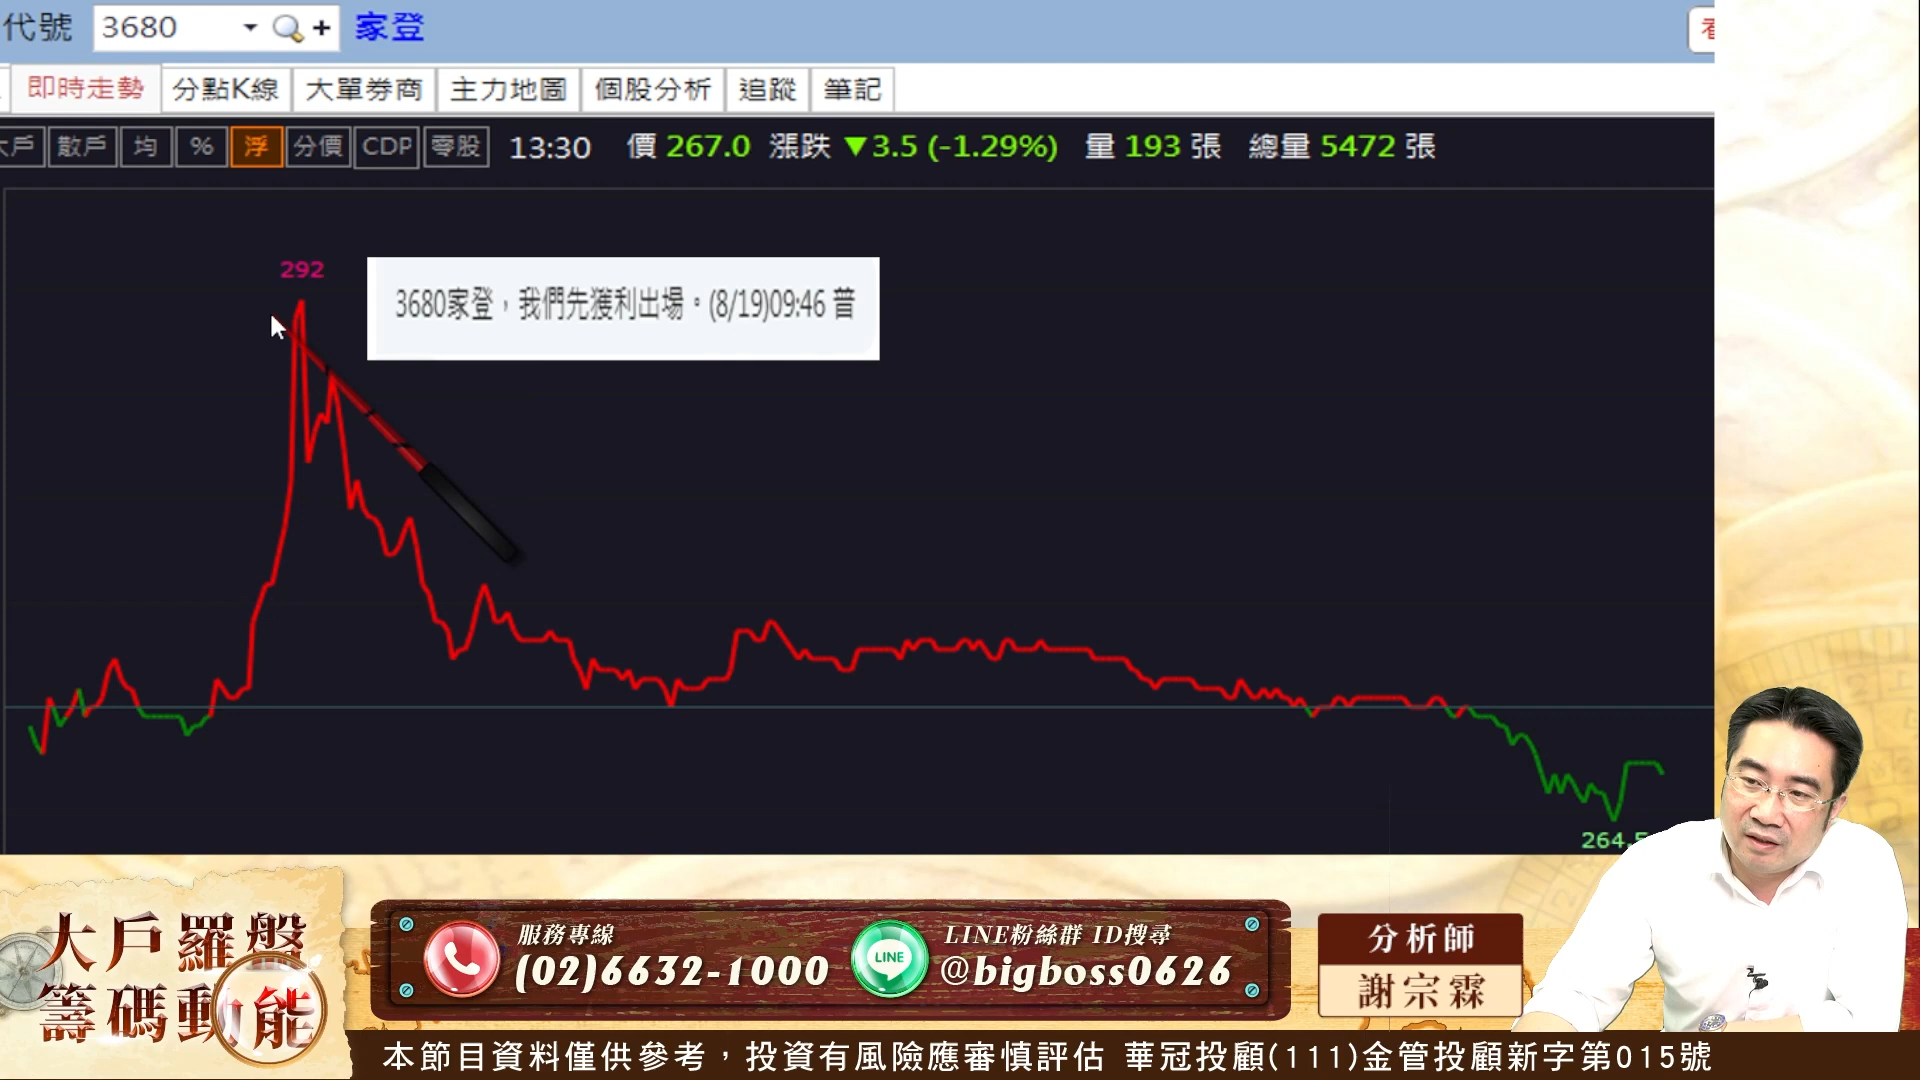 代號 3680 + 家登
即時走勢 分點K線 大單券商 主力地圖 個股分析 追蹤 筆記
散戶 均 % 浮 分價 CDP 零股 13:30 價 267.0 漲跌 ▼3.5 (-1.29%) 量 193 張 總量 5472 張
292
3680家登，我們先獲利出場。(8/19)09:46 普
264.5
大戶羅盤
籌碼動能
服務專線
(02)6632-1000
LINE
LINE粉絲群 ID搜尋
@bigboss0626
分析師
謝宗霖
本節目資料僅供參考，投資有風險應審慎評估 華冠投顧(111)金管投顧新字第015號